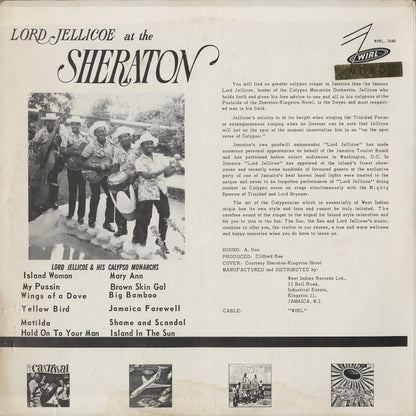 LORD JELLICOE at the
SHERATON
WIRL
WIRL. 1040
You will find no greater calypso singer in Jamaica than the famous
Lord Jellicoe, leader of the Calypso Monarchs Orchestra. Jellicoe who
holds forth and gives his free advice to one and all in his calypsos at the
Poolside of the Sheraton-Kingston Hotel, is the Doyen and most respect-
ed man in his field.
Jellicoe's artistry is at its height when singing the Trinidad Picon
or extemporaneous singing when no listener can be sure that Jellicoe
will not on the spot of the moment immortalise him in an "on the spot
verse of Calypso."
Jamaica's own goodwill ambassador "Lord Jellicoe" has made
numerous personal appearances on behalf of the Jamaica Tourist Board
and has performed before select audiences in Washington, D.C. In
Jamaica "Lord Jellicoe" has appeared at the island's finest show-
cases and recently some hundreds of favoured guests at the exclusive
party of one of Jamaica's best known legal lights were treated to the
unique and never to be forgotten performance of "Lord Jellicoe" doing
combat in Calypso verse on stage simultaneously with the Mighty
Sparrow of Trinidad and Lord Brynner.
The art of the Calypsonian which is essentially of West Indian
origin has its own style and form and cannot be truly imitated. The
carefree sound of the singer is the signal for Island style relaxation and
for you to join in the fun. The Sun, the Sea and Lord Jellicoe's music,
combine to offer you, the visitor to our shores, a true and warm welcome
and happy memories when you do have to leave us.
LORD JELLICOE & HIS CALYPSO MONARCHS
Island Woman Mary Ann
My Pussin Brown Skin Gal
Wings of a Dove Big Bamboo
Yellow Bird Jamaica Farewell
Matilda Shame and Scandal
Hold On To Your Man Island In The Sun
SOUND:
PRODUCED: Clifford Rae
COVER: Courtesy Sheraton-Kingston Hotel
MANUFACTURED and DISTRIBUTED by:
West Indies Records Ltd.,
13 Bell Road,
Industrial Estate,
Kingston 11,
JAMAICA, W.I.
CABLE: "WIRL"
CARNIVAL